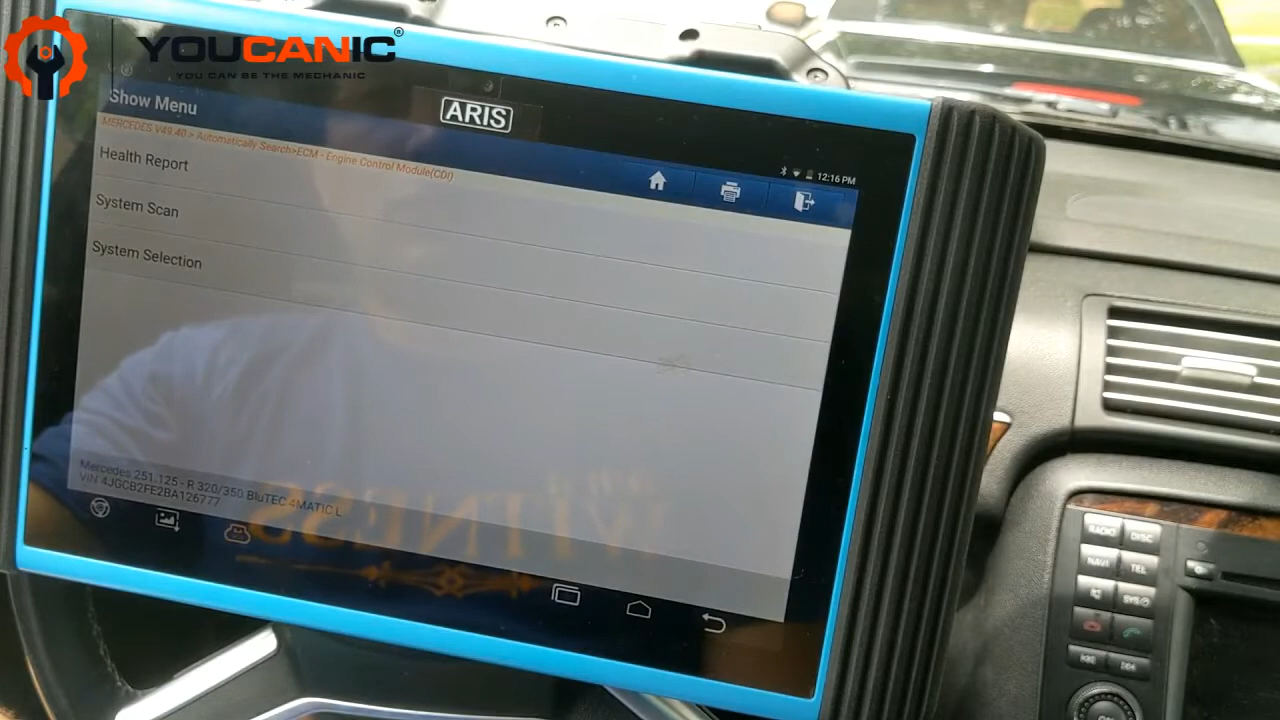 YOUCANIC®
YOU CAN BE THE MECHANIC
ARIS
Show Menu
12:16 PM
MERCEDES V49.40 > Automatically Search>ECM - Engine Control Module(CDI)
Health Report
System Scan
System Selection
Mercedes 251.125 - R 320/350 BluTEC 4MATIC L
VIN 4JGCB2FE2BA126777
WITNESS
RADIO
DISC
NAVI
TEL
SYS